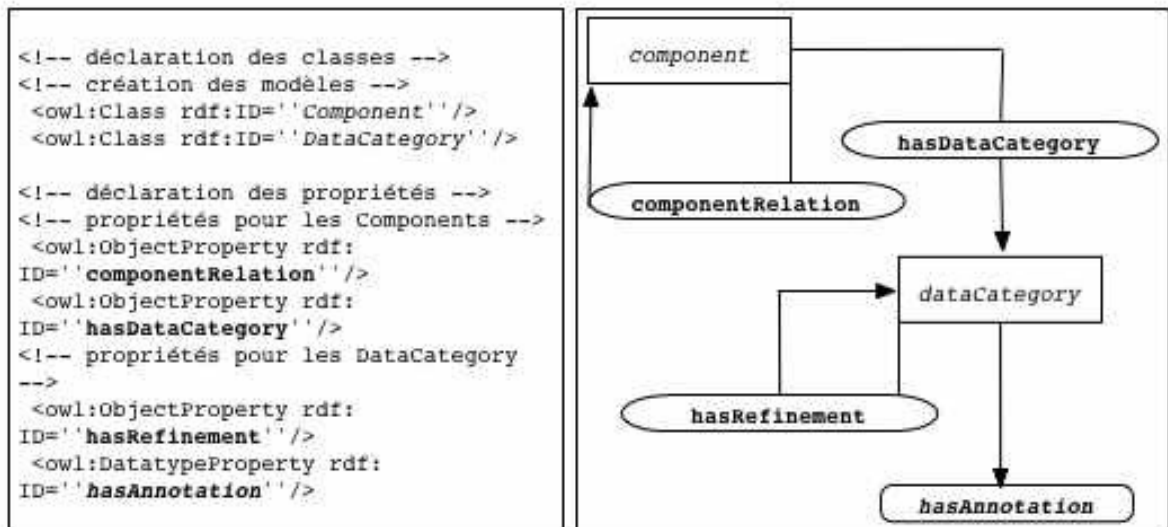 <!-- déclaration des classes -->
<!-- création des modèles -->
<owl:Class rdf:ID=''Component''/>
<owl:Class rdf:ID=''DataCategory''/>
<!-- déclaration des propriétés -->
<!-- propriétés pour les Components -->
<owl:ObjectProperty rdf:
ID=''componentRelation''/>
<owl:ObjectProperty rdf:
ID=''hasDataCategory''/>
<!-- propriétés pour les DataCategory
-->
<owl:ObjectProperty rdf:
ID=''hasRefinement''/>
<owl:DatatypeProperty rdf:
ID=''hasAnnotation''/>
component
hasDataCategory
componentRelation
dataCategory
hasRefinement
hasAnnotation